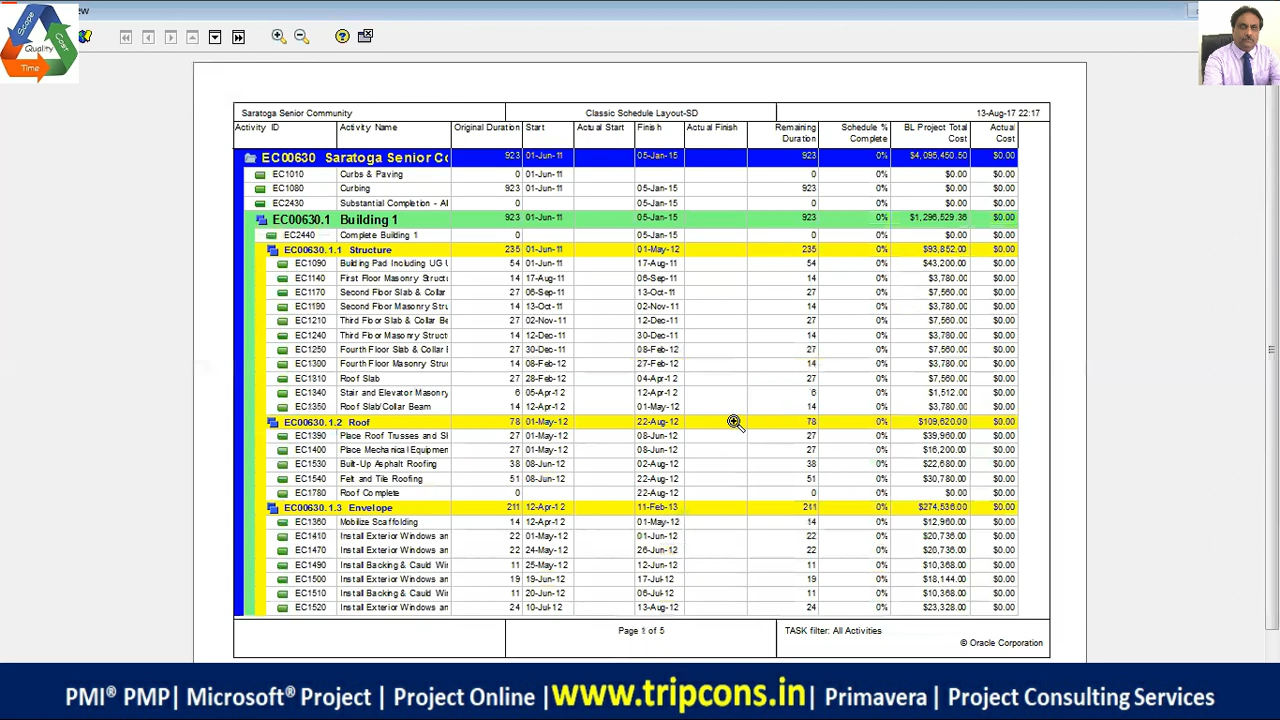 ew
Scope
Quality
Cost
Time
Saratoga Senior Community Classic Schedule Layout-SD 13-Aug-17 22:17
Activity ID Activity Name Original Duration Start Actual Start Finish Actual Finish Remaining Duration Schedule % Complete BL Project Total Cost Actual Cost
EC00630 Saratoga Senior Co 923 01-Jun-11 05-Jan-15 923 0% $4,095,450.50 $0.00
EC1010 Curbs & Paving 0 01-Jun-11 0 0% $0.00 $0.00
EC1080 Curbing 923 01-Jun-11 05-Jan-15 923 0% $0.00 $0.00
EC2430 Substantial Completion - Al 0 05-Jan-15 0 0% $0.00 $0.00
EC00630.1 Building 1 923 01-Jun-11 05-Jan-15 923 0% $1,296,529.36 $0.00
EC2440 Complete Building 1 0 05-Jan-15 0 0% $0.00 $0.00
EC00630.1.1 Structure 235 01-Jun-11 01-May-12 235 0% $93,852.00 $0.00
EC1090 Building Pad Including UG U 54 01-Jun-11 17-Aug-11 54 0% $43,200.00 $0.00
EC1140 First Floor Masonry Struct 14 17-Aug-11 06-Sep-11 14 0% $3,780.00 $0.00
EC1170 Second Floor Slab & Collar 27 06-Sep-11 13-Oct-11 27 0% $7,560.00 $0.00
EC1190 Second Floor Masonry Stru 14 13-Oct-11 02-Nov-11 14 0% $3,780.00 $0.00
EC1210 Third Floor Slab & Collar Be 27 02-Nov-11 12-Dec-11 27 0% $7,560.00 $0.00
EC1240 Third Floor Masonry Struct 14 12-Dec-11 30-Dec-11 14 0% $3,780.00 $0.00
EC1250 Fourth Floor Slab & Collar 27 30-Dec-11 08-Feb-12 27 0% $7,560.00 $0.00
EC1300 Fourth Floor Masonry Struc 14 08-Feb-12 27-Feb-12 14 0% $3,780.00 $0.00
EC1310 Roof Slab 27 28-Feb-12 04-Apr-12 27 0% $7,560.00 $0.00
EC1340 Stair and Elevator Masonry 6 05-Apr-12 12-Apr-12 6 0% $1,512.00 $0.00
EC1350 Roof Slab/Collar Beam 14 12-Apr-12 01-May-12 14 0% $3,780.00 $0.00
EC00630.1.2 Roof 78 01-May-12 22-Aug-12 78 0% $109,620.00 $0.00
EC1390 Place Roof Trusses and Sl 27 01-May-12 08-Jun-12 27 0% $39,960.00 $0.00
EC1400 Place Mechanical Equipmen 27 01-May-12 08-Jun-12 27 0% $16,200.00 $0.00
EC1530 Built-Up Asphalt Roofing 38 08-Jun-12 02-Aug-12 38 0% $22,680.00 $0.00
EC1540 Felt and Tile Roofing 51 08-Jun-12 22-Aug-12 51 0% $30,780.00 $0.00
EC1780 Roof Complete 0 22-Aug-12 0 0% $0.00 $0.00
EC00630.1.3 Envelope 211 12-Apr-12 11-Feb-13 211 0% $274,536.00 $0.00
EC1360 Mobilize Scaffolding 14 12-Apr-12 01-May-12 14 0% $12,960.00 $0.00
EC1410 Install Exterior Windows an 22 02-May-12 01-Jun-12 22 0% $20,736.00 $0.00
EC1470 Install Exterior Windows an 22 24-May-12 26-Jun-12 22 0% $20,736.00 $0.00
EC1490 Install Backing & Cauld Wi 11 25-May-12 12-Jun-12 11 0% $10,368.00 $0.00
EC1500 Install Exterior Windows an 19 19-Jun-12 17-Jul-12 19 0% $18,144.00 $0.00
EC1510 Install Backing & Cauld Wi 11 20-Jun-12 06-Jul-12 11 0% $10,368.00 $0.00
EC1520 Install Exterior Windows an 24 10-Jul-12 13-Aug-12 24 0% $23,328.00 $0.00
Page 1 of 5 TASK filter: All Activities
© Oracle Corporation
PMI® PMP| Microsoft® Project | Project Online |www.tripcons.in| Primavera | Project Consulting Services